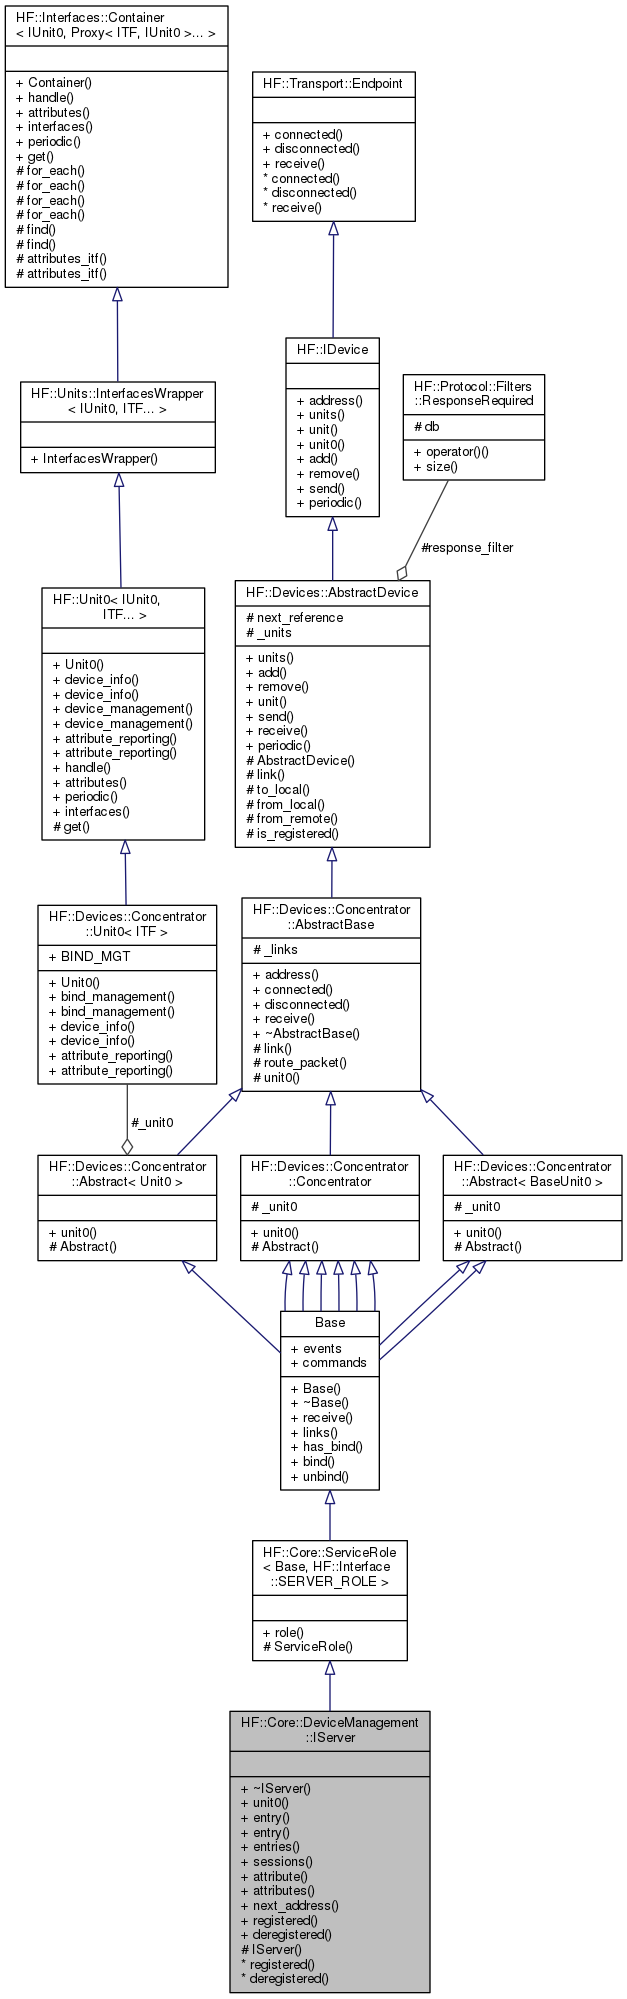 HF::Interfaces::Container
< IUnit0, Proxy< ITF, IUnit0 >... >
+ Container()
+ handle()
+ attributes()
+ interfaces()
+ periodic()
+ get()
# for_each()
# for_each()
# for_each()
# for_each()
# find()
# find()
# attributes_itf()
# attributes_itf()
HF::Transport::Endpoint
+ connected()
+ disconnected()
+ receive()
* connected()
* disconnected()
* receive()
HF::IDevice
+ address()
+ units()
+ unit()
+ unit0()
+ add()
+ remove()
+ send()
+ periodic()
HF::Protocol::Filters
::ResponseRequired
# db
+ operator()()
+ size()
HF::Units::InterfacesWrapper
< IUnit0, ITF... >
+ InterfacesWrapper()
#response_filter
HF::Unit0< IUnit0,
ITF... >
+ Unit0()
+ device_info()
+ device_info()
+ device_management()
+ device_management()
+ attribute_reporting()
+ attribute_reporting()
+ handle()
+ attributes()
+ periodic()
+ interfaces()
# get()
HF::Devices::AbstractDevice
# next_reference
# _units
+ units()
+ add()
+ remove()
+ unit()
+ send()
+ receive()
+ periodic()
# AbstractDevice()
# link()
# to_local()
# from_local()
# from_remote()
# is_registered()
HF::Devices::Concentrator
::Unit0< ITF >
+ BIND_MGT
+ Unit0()
+ bind_management()
+ bind_management()
+ device_info()
+ device_info()
+ attribute_reporting()
+ attribute_reporting()
HF::Devices::Concentrator
::AbstractBase
# _links
+ address()
+ connected()
+ disconnected()
+ receive()
+ ~AbstractBase()
# link()
# route_packet()
# unit0()
#_unit0
HF::Devices::Concentrator
::Abstract< Unit0 >
+ unit0()
# Abstract()
HF::Devices::Concentrator
::Concentrator
# _unit0
+ unit0()
# Abstract()
HF::Devices::Concentrator
::Abstract< BaseUnit0 >
# _unit0
+ unit0()
# Abstract()
Base
+ events
+ commands
+ Base()
+ ~Base()
+ receive()
+ links()
+ has_bind()
+ bind()
+ unbind()
HF::Core::ServiceRole
< Base, HF::Interface
::SERVER_ROLE >
+ role()
# ServiceRole()
HF::Core::DeviceManagement
::IServer
+ ~IServer()
+ unit0()
+ entry()
+ entry()
+ entries()
+ sessions()
+ attribute()
+ attributes()
+ next_address()
+ registered()
+ deregistered()
# IServer()
* registered()
* deregistered()